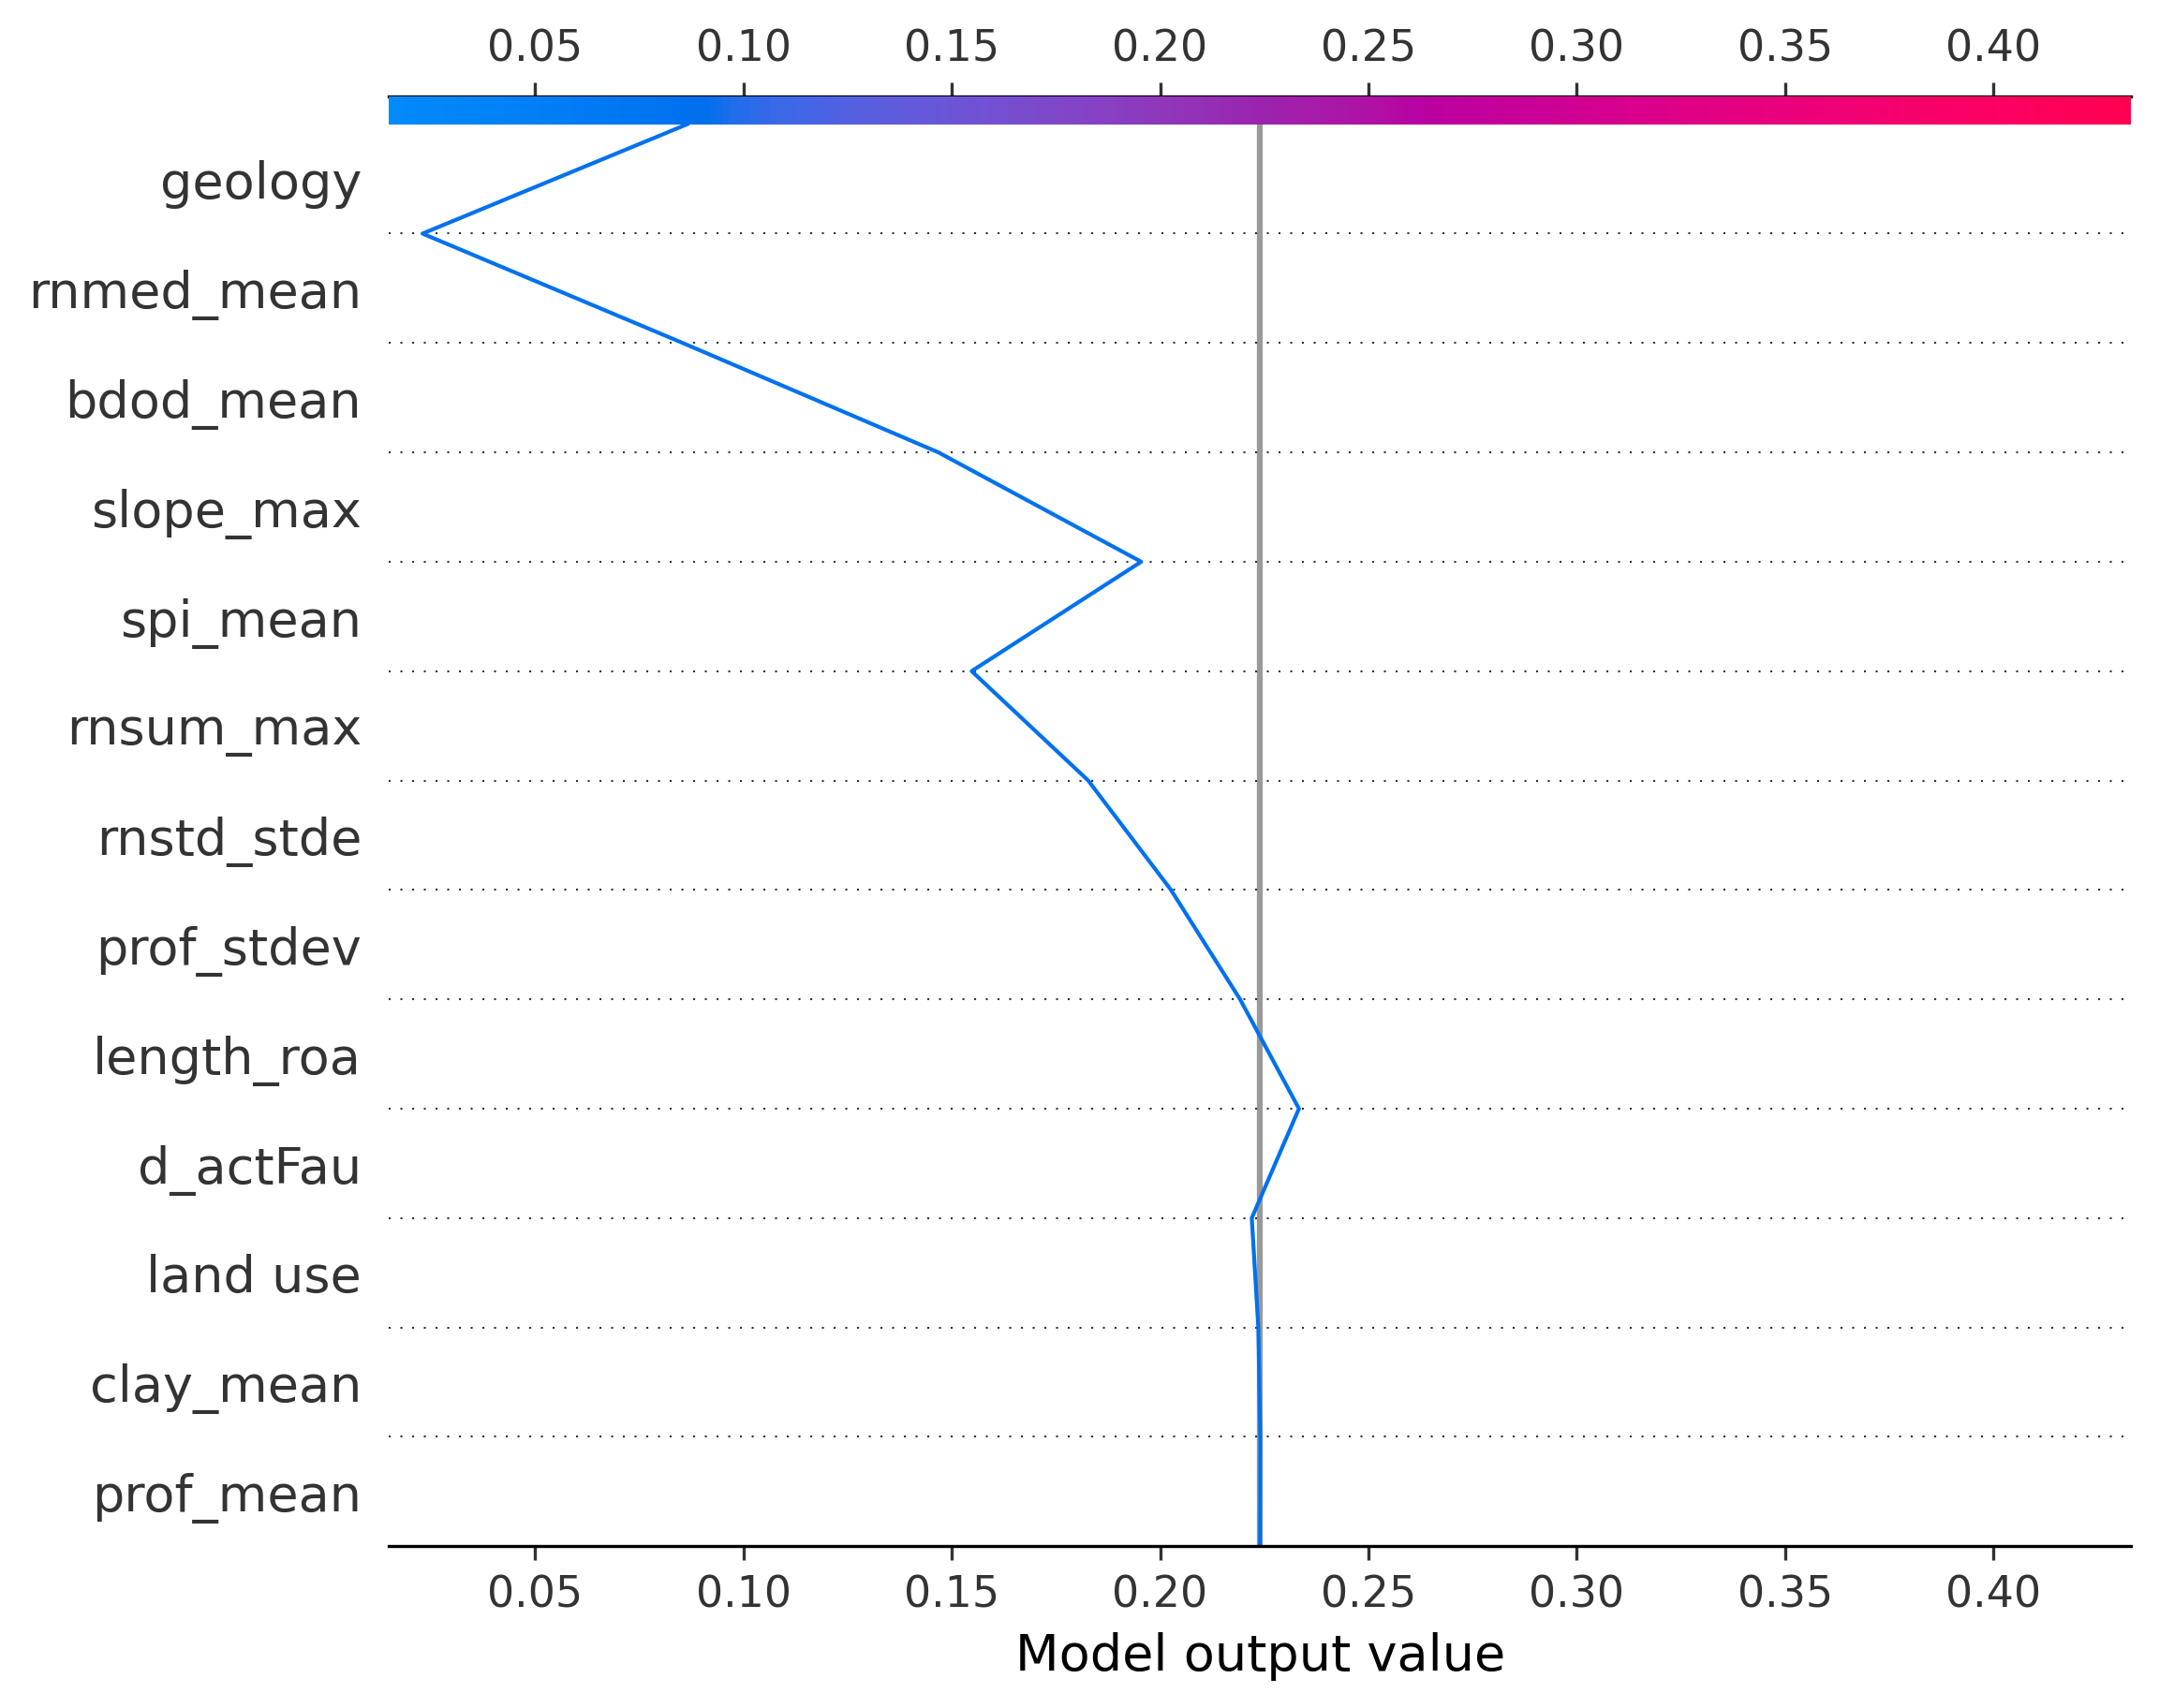 0.05 0.10 0.15 0.20 0.25 0.30 0.35 0.40
geology
rnmed_mean
bdod_mean
slope_max
spi_mean
rnsum_max
rnstd_stde
prof_stdev
length_roa
d_actFau
land use
clay_mean
prof_mean
0.05 0.10 0.15 0.20 0.25 0.30 0.35 0.40
Model output value